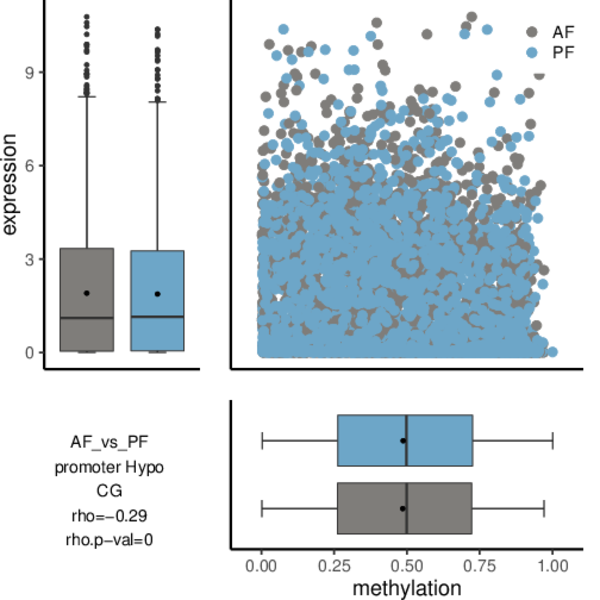 AF
PF
expression
9
6
3
0
AF_vs_PF
promoter Hypo
CG
rho=−0.29
rho.p−val=0
0.00 0.25 0.50 0.75 1.00
methylation